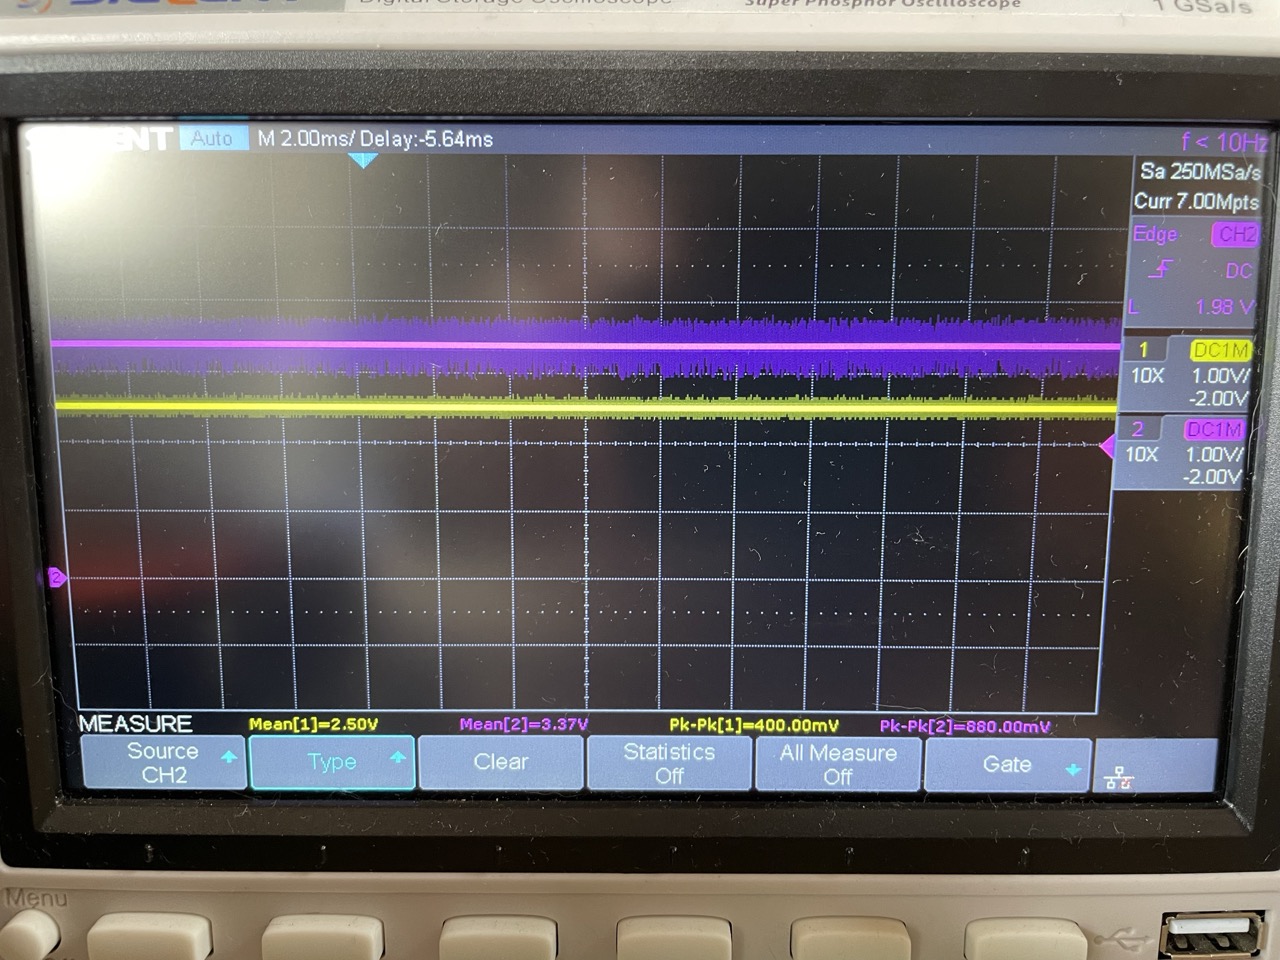 Digital Storage Oscilloscope
Super Phosphor Oscilloscope
1 GSa/s
Auto M 2.00ms/ Delay:-5.64ms
f < 10Hz
Sa 250MSa/s
Curr 7.00Mpts
Edge CH2
DC
L 1.98 V
1 DC1M
10X 1.00V/
-2.00V
2 DC1M
10X 1.00V/
-2.00V
2
MEASURE Mean[1]=2.50V Mean[2]=3.37V Pk-Pk[1]=400.00mV Pk-Pk[2]=880.00mV
Source
CH2
Type
Clear
Statistics
Off
All Measure
Off
Gate
Menu